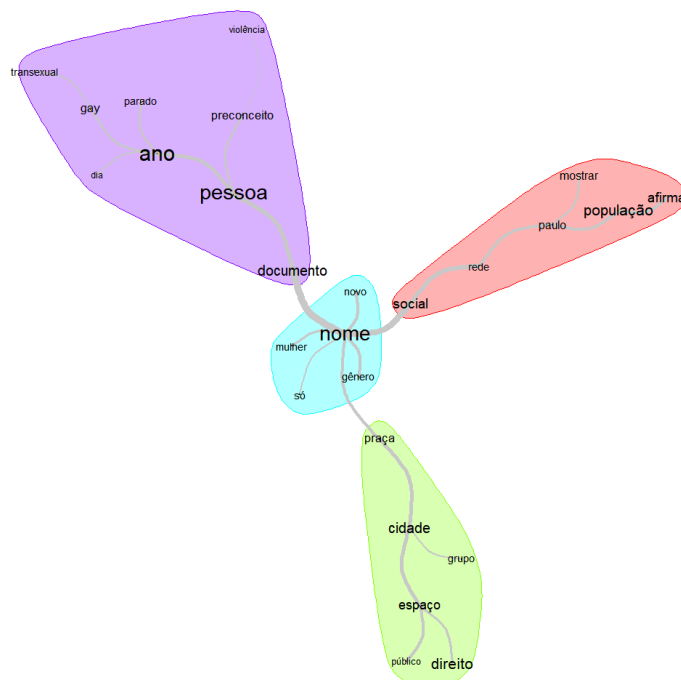 violência
transexual
parado
gay
preconceito
ano
dia
pessoa
mostrar
afirma
população
paulo
rede
documento
social
novo
nome
mulher
gênero
só
praça
cidade
grupo
espaço
público
direito